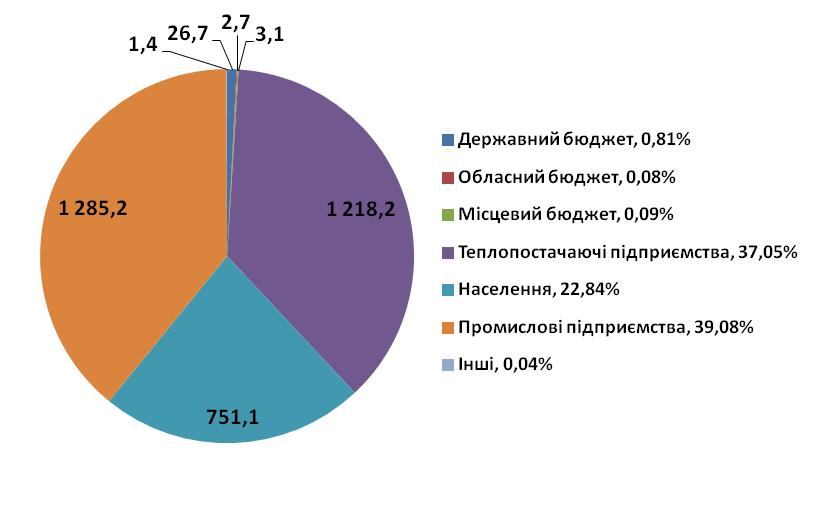 2,7
26,7
3,1
1,4
1 285,2
1 218,2
751,1
Державний бюджет, 0,81%
Обласний бюджет, 0,08%
Місцевий бюджет, 0,09%
Теплопостачаючі підприємства, 37,05%
Населення, 22,84%
Промислові підприємства, 39,08%
Інші, 0,04%